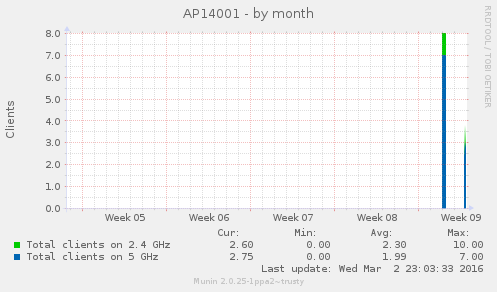 AP14001 - by month
RRDTOOL / TOBI OETIKER
Clients
8.0
7.0
6.0
5.0
4.0
3.0
2.0
1.0
0.0
Week 05 Week 06 Week 07 Week 08 Week 09
Cur: Min: Avg: Max:
Total clients on 2.4 GHz 2.60 0.00 2.30 10.00
Total clients on 5 GHz 2.75 0.00 1.99 7.00
Last update: Wed Mar 2 23:03:33 2016
Munin 2.0.25-1ppa2~trusty